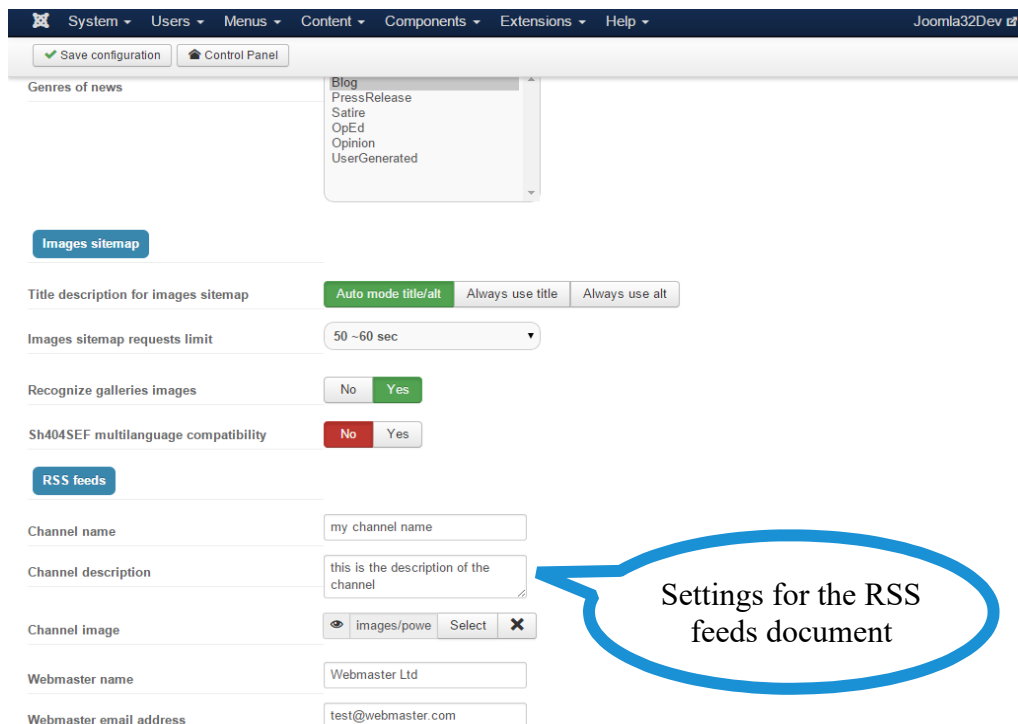 System Users Menus Content Components Extensions Help Joomla32Dev
Save configuration Control Panel
Genres of news
Blog
PressRelease
Satire
OpEd
Opinion
UserGenerated
Images sitemap
Title description for images sitemap Auto mode title/alt Always use title Always use alt
Images sitemap requests limit 50 ~60 sec
Recognize galleries images No Yes
Sh404SEF multilanguage compatibility No Yes
RSS feeds
Channel name my channel name
Channel description this is the description of the
channel
Settings for the RSS
feeds document
Channel image images/powe Select
Webmaster name Webmaster Ltd
Webmaster email address test@webmaster.com